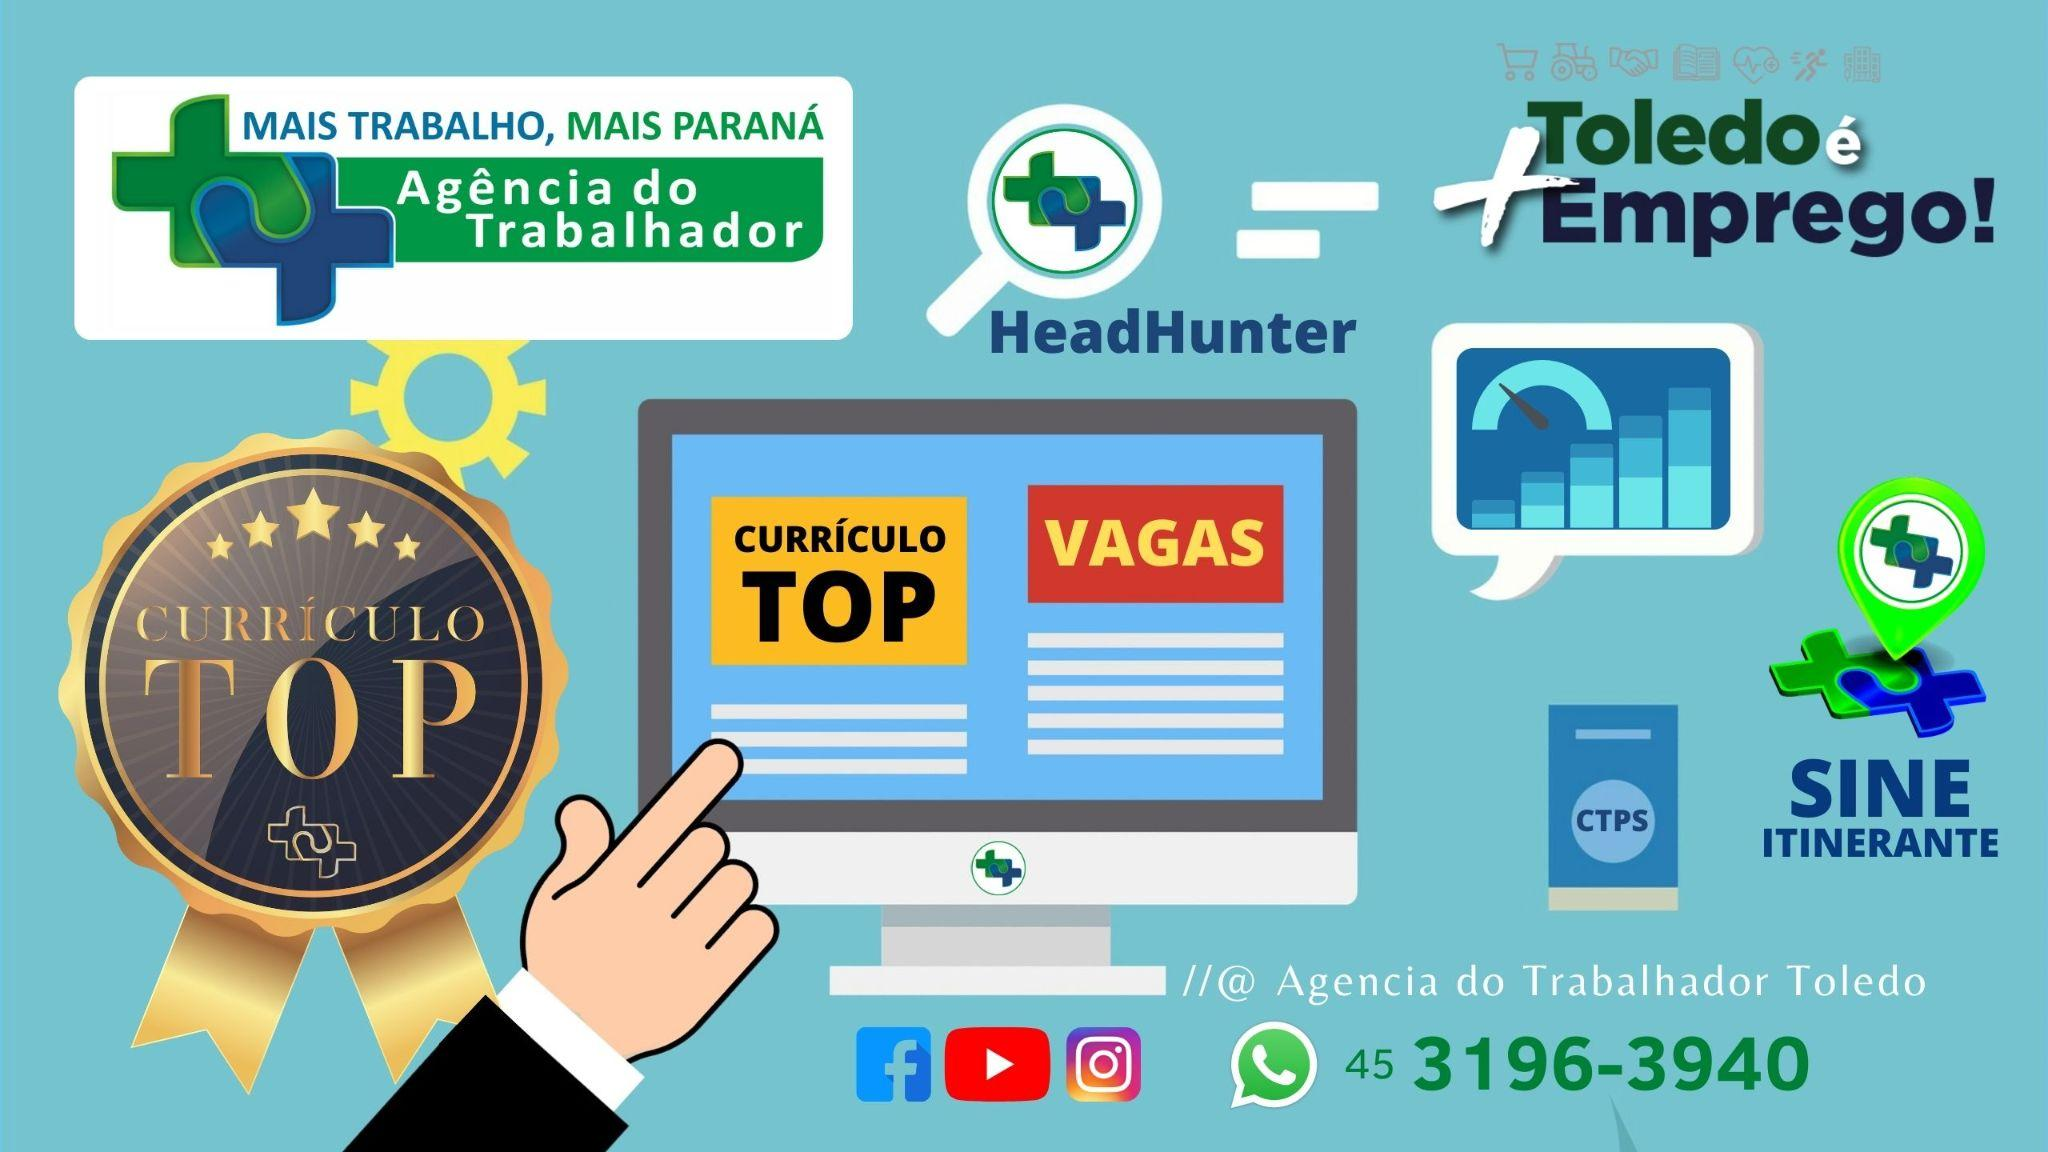 MAIS TRABALHO, MAIS PARANÁ
Agência do
Trabalhador
HeadHunter
Toledo é
+Emprego!
CURRÍCULO
TOP
CURRÍCULO
TOP
VAGAS
CTPS
SINE
ITINERANTE
//@ Agencia do Trabalhador Toledo
45 3196-3940